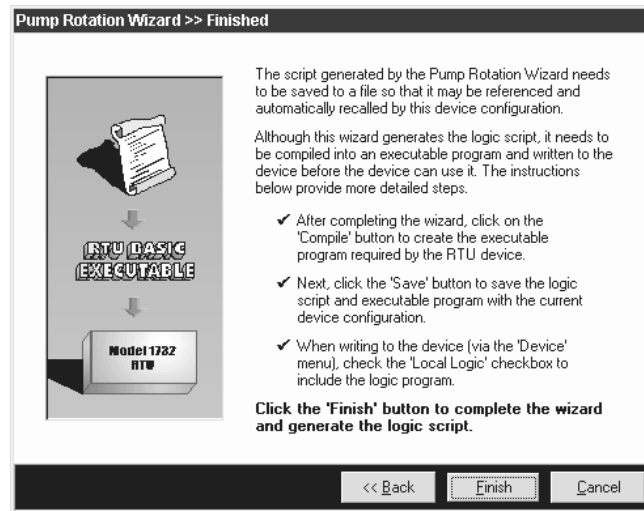 Pump Rotation Wizard >> Finished
The script generated by the Pump Rotation Wizard needs
to be saved to a file so that it may be referenced and
automatically recalled by this device configuration.
Although this wizard generates the logic script, it needs to
be compiled into an executable program and written to the
device before the device can use it. The instructions
below provide more detailed steps.
✔ After completing the wizard, click on the
'Compile' button to create the executable
program required by the RTU device.
✔ Next, click the 'Save' button to save the logic
script and executable program with the current
device configuration.
✔ When writing to the device (via the 'Device'
menu), check the 'Local Logic' checkbox to
include the logic program.
Click the 'Finish' button to complete the wizard
and generate the logic script.
RTU BASIC
EXECUTABLE
Model 1732
RTU
<< Back
Finish
Cancel